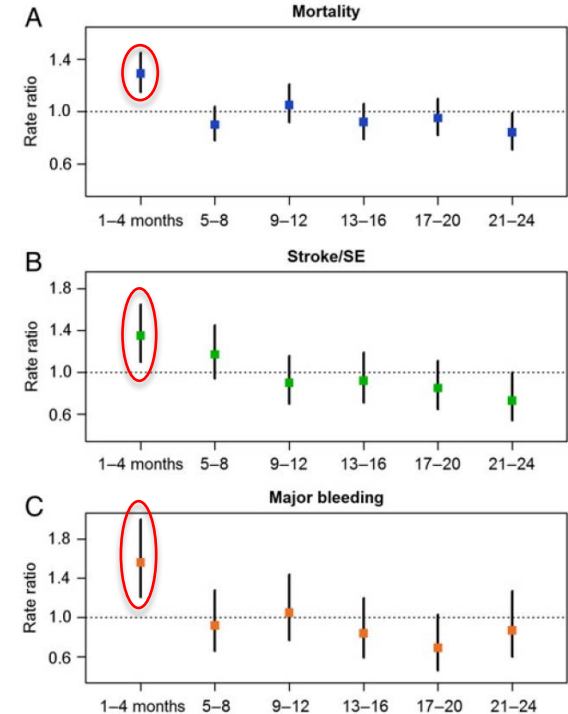 A
Mortality
Rate ratio
1.4
1.0
0.6
1–4 months 5–8 9–12 13–16 17–20 21–24
B
Stroke/SE
Rate ratio
1.8
1.4
1.0
0.6
1–4 months 5–8 9–12 13–16 17–20 21–24
C
Major bleeding
Rate ratio
1.8
1.4
1.0
0.6
1–4 months 5–8 9–12 13–16 17–20 21–24